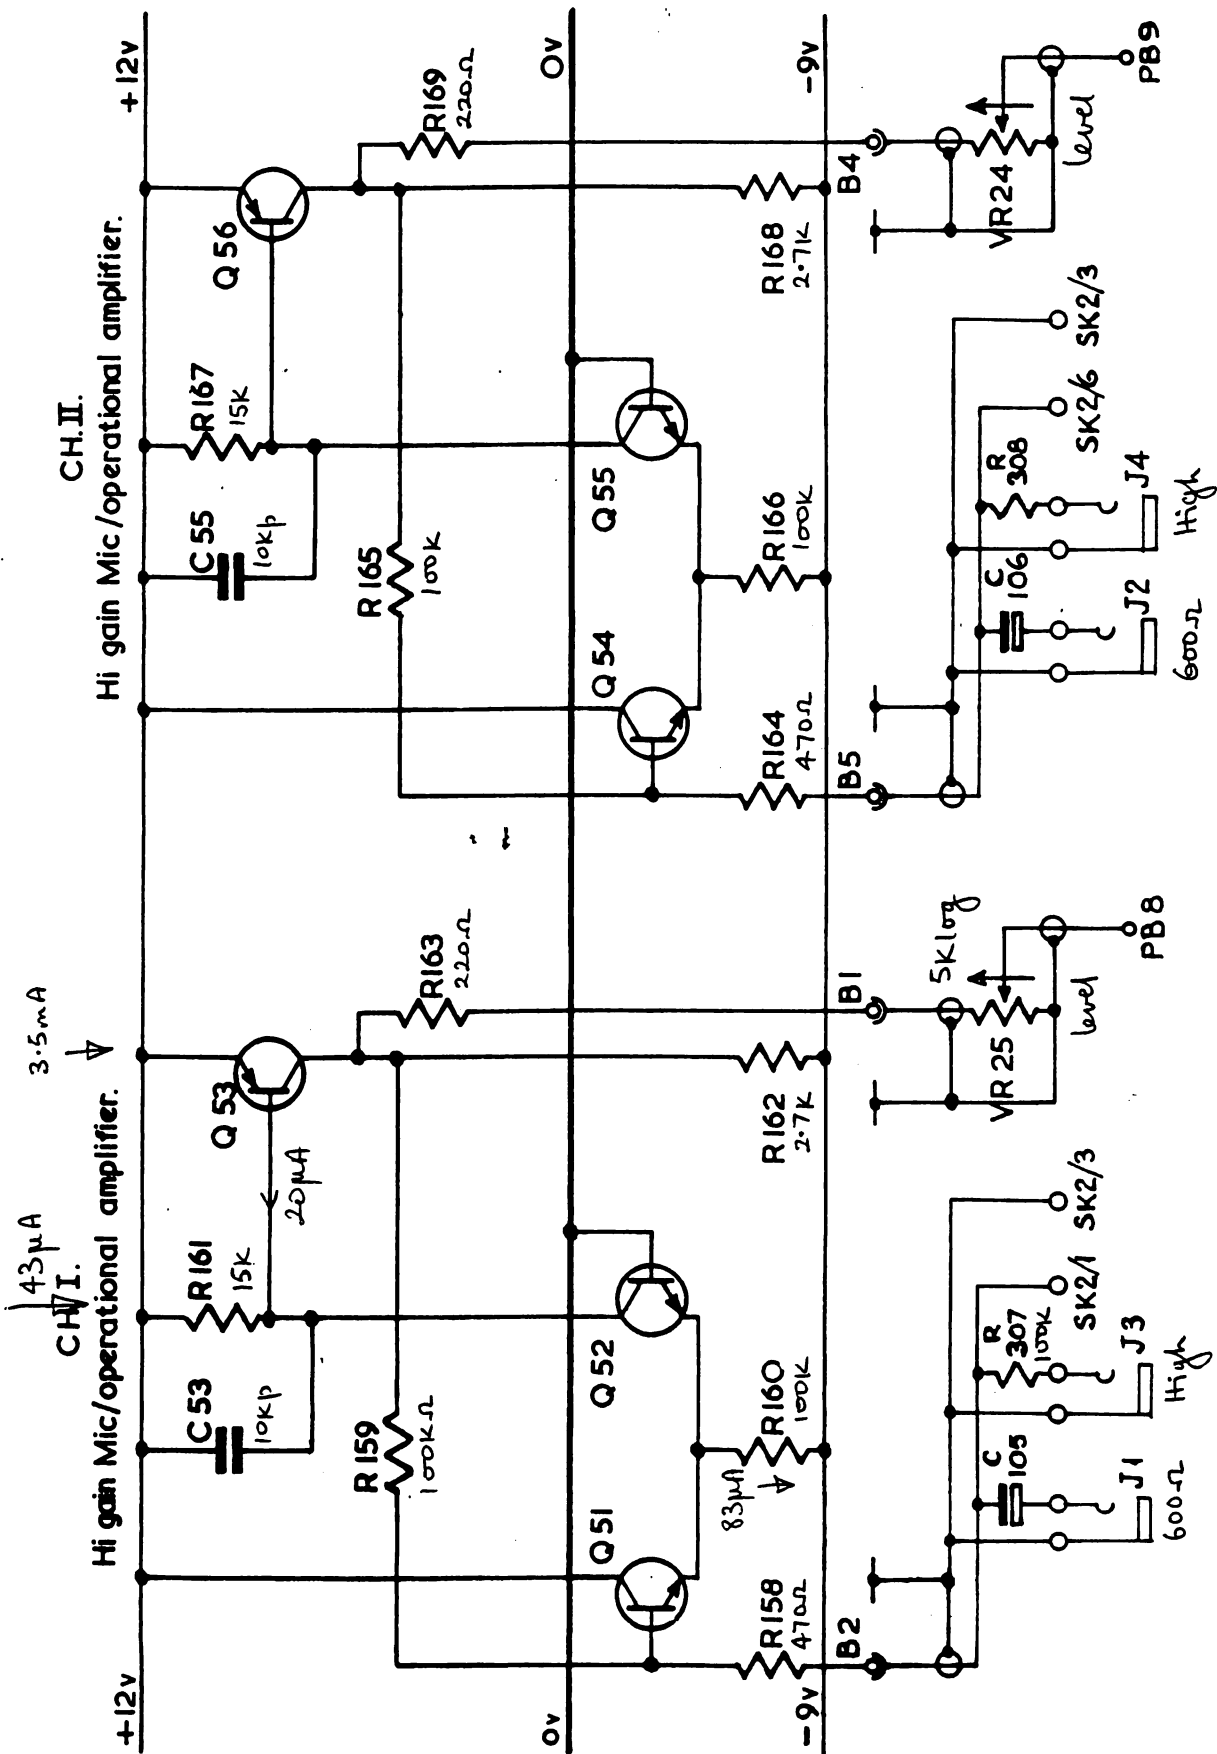 CH.II.
Hi gain Mic/operational amplifier.
+12v
R167
15K
C55
10Kp
Q56
R169
220Ω
R165
100K
0v
Q54
Q55
R164
470Ω
R166
100K
R168
2.71K
-9v
B5
B4
VR24
level
PB9
C
106
R
308
J2
600Ω
J4
High
SK2/6
SK2/3
43µA
3.5mA
CH.I.
Hi gain Mic/operational amplifier.
+12v
R161
15K
C53
10Kp
Q53
20µA
R163
220Ω
R159
100KΩ
0v
Q51
Q52
R158
470Ω
83µA
R160
100K
R162
2.7K
-9v
B2
B1
5Klog
VR25
level
PB8
C
105
R
307
100K
J1
600Ω
J3
High
SK2/1
SK2/3